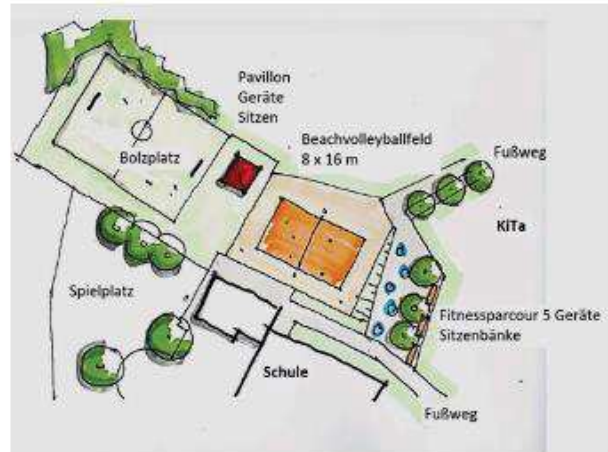 Pavillon
Geräte
Sitzen
Beachvolleyballfeld
8 x 16 m
Fußweg
Bolzplatz
KiTa
Spielplatz
Fitnessparcour 5 Geräte
Sitzenbänke
Schule
Fußweg